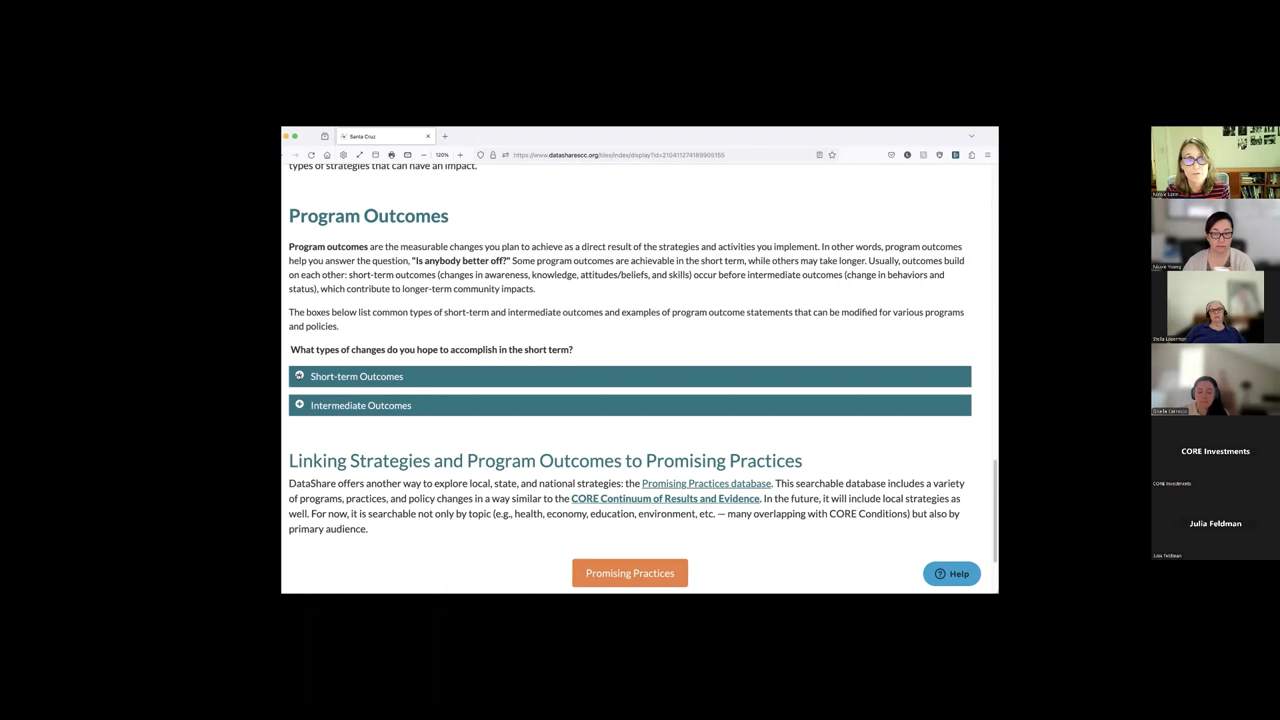 Santa Cruz
120%
https://www.datasharescc.org/tiles/index/display?id=210411274189905155
types of strategies that can have an impact.
Program Outcomes
Program outcomes are the measurable changes you plan to achieve as a direct result of the strategies and activities you implement. In other words, program outcomes
help you answer the question, "Is anybody better off?" Some program outcomes are achievable in the short term, while others may take longer. Usually, outcomes build
on each other: short-term outcomes (changes in awareness, knowledge, attitudes/beliefs, and skills) occur before intermediate outcomes (change in behaviors and
status), which contribute to longer-term community impacts.
The boxes below list common types of short-term and intermediate outcomes and examples of program outcome statements that can be modified for various programs
and policies.
What types of changes do you hope to accomplish in the short term?
Short-term Outcomes
Intermediate Outcomes
Linking Strategies and Program Outcomes to Promising Practices
DataShare offers another way to explore local, state, and national strategies: the Promising Practices database. This searchable database includes a variety
of programs, practices, and policy changes in a way similar to the CORE Continuum of Results and Evidence. In the future, it will include local strategies as
well. For now, it is searchable not only by topic (e.g., health, economy, education, environment, etc. — many overlapping with CORE Conditions) but also by
primary audience.
Promising Practices
Help
Nicole Young
CORE Investments
CORE Investments
Julia Feldman
Julia Feldman